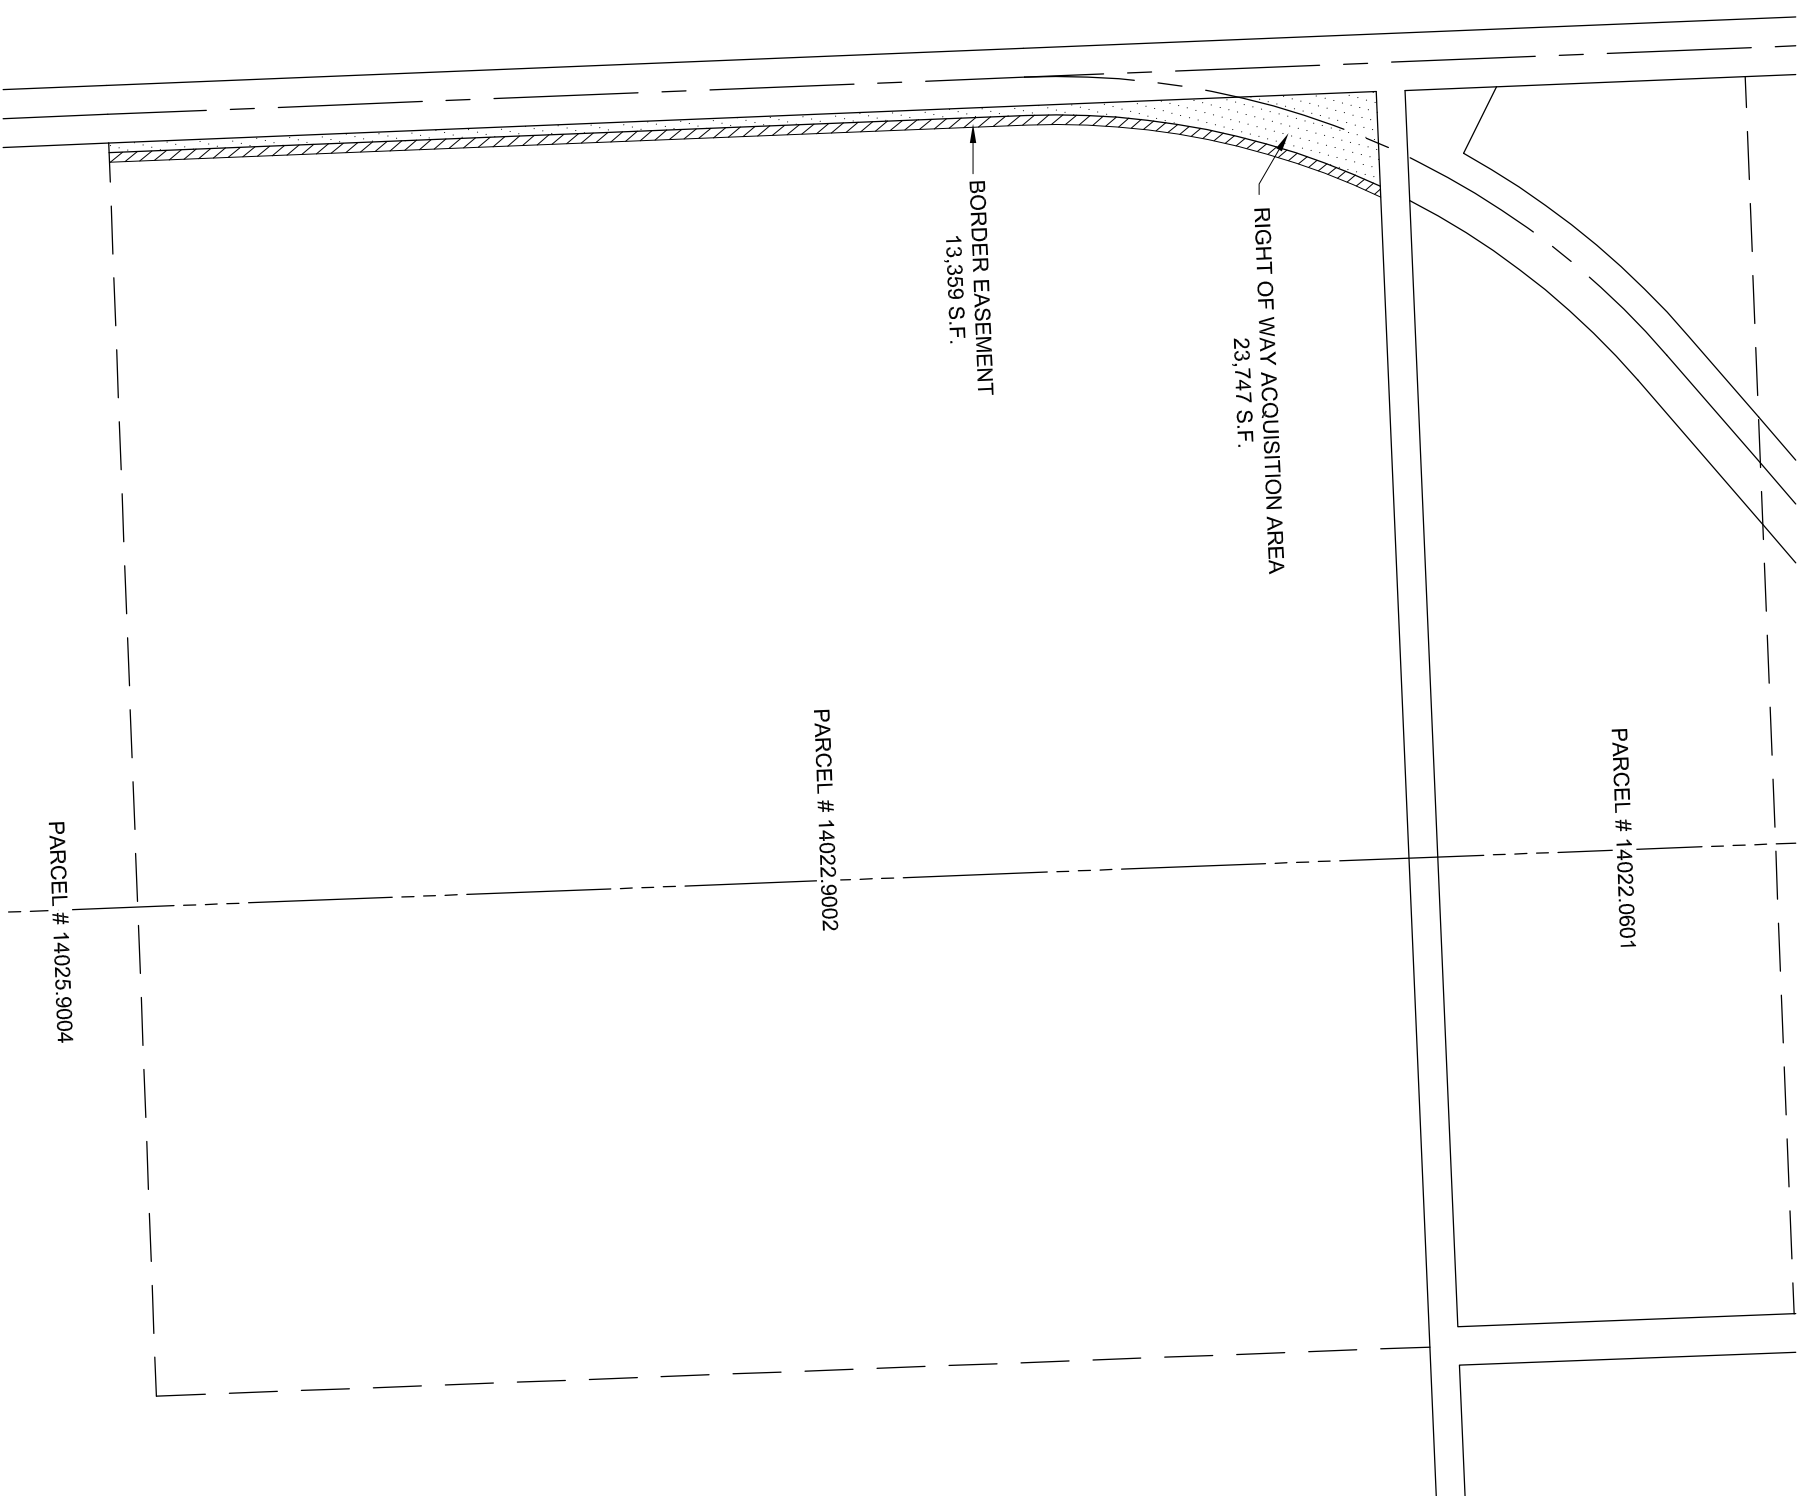 RIGHT OF WAY ACQUISITION AREA
23,747 S.F.
BORDER EASEMENT
13,359 S.F.
PARCEL # 14022.0601
PARCEL # 14022.9002
PARCEL # 14025.9004